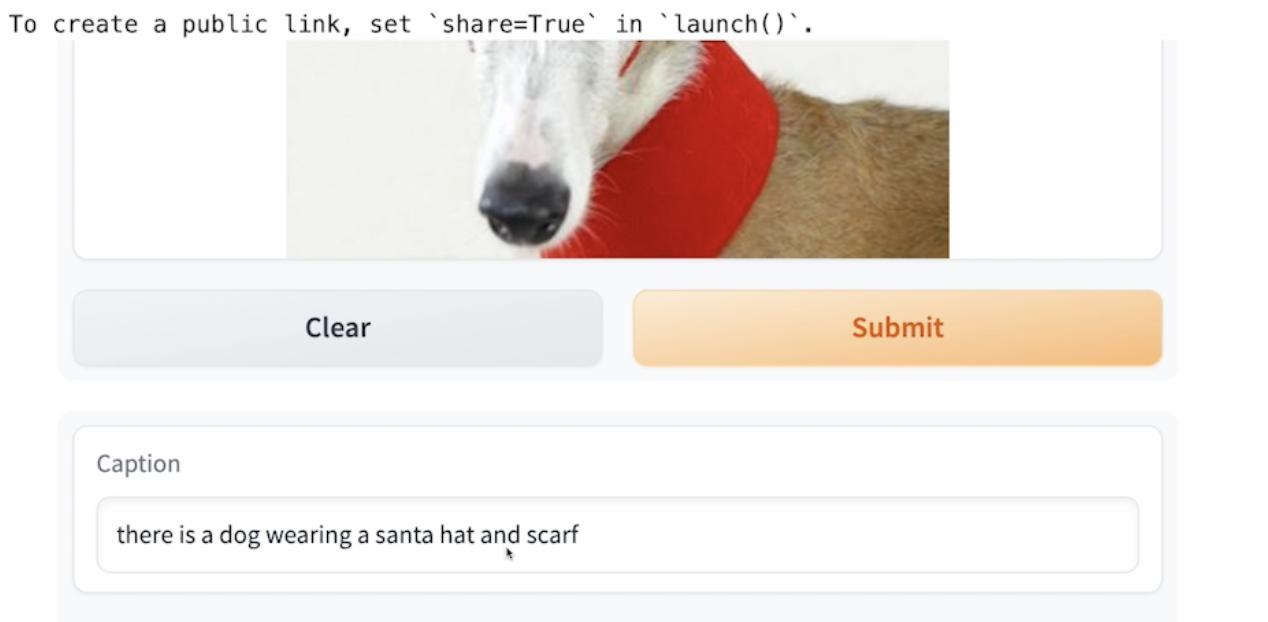 To create a public link, set `share=True` in `launch()`.
Clear
Submit
Caption
there is a dog wearing a santa hat and scarf